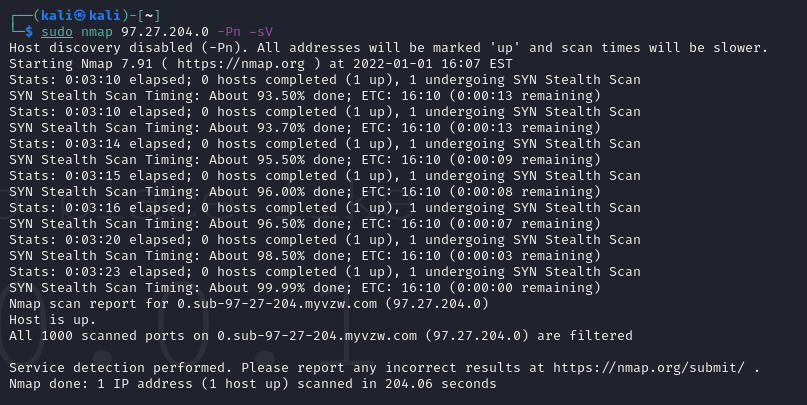 ┌──(kali㉿kali)-[~]
└─$ sudo nmap 97.27.204.0 -Pn -sV
Host discovery disabled (-Pn). All addresses will be marked 'up' and scan times will be slower.
Starting Nmap 7.91 ( https://nmap.org ) at 2022-01-01 16:07 EST
Stats: 0:03:10 elapsed; 0 hosts completed (1 up), 1 undergoing SYN Stealth Scan
SYN Stealth Scan Timing: About 93.50% done; ETC: 16:10 (0:00:13 remaining)
Stats: 0:03:10 elapsed; 0 hosts completed (1 up), 1 undergoing SYN Stealth Scan
SYN Stealth Scan Timing: About 93.70% done; ETC: 16:10 (0:00:13 remaining)
Stats: 0:03:14 elapsed; 0 hosts completed (1 up), 1 undergoing SYN Stealth Scan
SYN Stealth Scan Timing: About 95.50% done; ETC: 16:10 (0:00:09 remaining)
Stats: 0:03:15 elapsed; 0 hosts completed (1 up), 1 undergoing SYN Stealth Scan
SYN Stealth Scan Timing: About 96.00% done; ETC: 16:10 (0:00:08 remaining)
Stats: 0:03:16 elapsed; 0 hosts completed (1 up), 1 undergoing SYN Stealth Scan
SYN Stealth Scan Timing: About 96.50% done; ETC: 16:10 (0:00:07 remaining)
Stats: 0:03:20 elapsed; 0 hosts completed (1 up), 1 undergoing SYN Stealth Scan
SYN Stealth Scan Timing: About 98.50% done; ETC: 16:10 (0:00:03 remaining)
Stats: 0:03:23 elapsed; 0 hosts completed (1 up), 1 undergoing SYN Stealth Scan
SYN Stealth Scan Timing: About 99.99% done; ETC: 16:10 (0:00:00 remaining)
Nmap scan report for 0.sub-97-27-204.myvzw.com (97.27.204.0)
Host is up.
All 1000 scanned ports on 0.sub-97-27-204.myvzw.com (97.27.204.0) are filtered

Service detection performed. Please report any incorrect results at https://nmap.org/submit/ .
Nmap done: 1 IP address (1 host up) scanned in 204.06 seconds